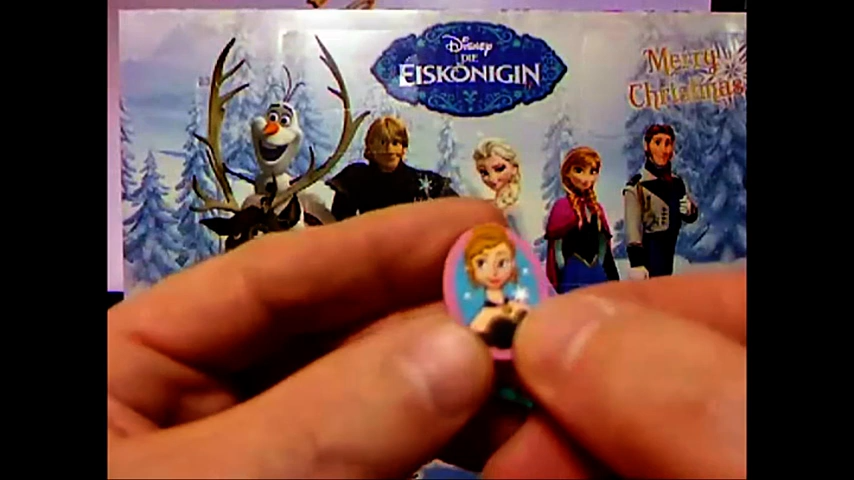 Disney
DIE
EISKÖNIGIN
Merry
Christmas